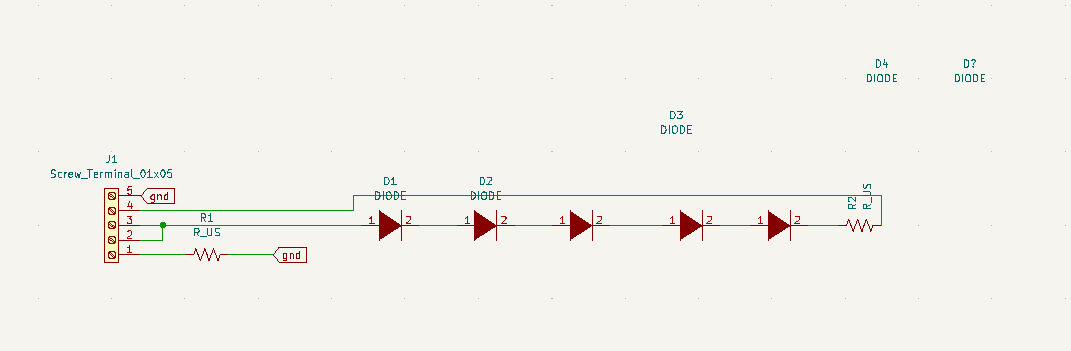 D4
DIODE
D?
DIODE
D3
DIODE
J1
Screw_Terminal_01x05
D1
DIODE
D2
DIODE
5
gnd
4
3
2
1
R1
R_US
gnd
1
2
1
2
1
2
1
2
1
2
R2
R_US